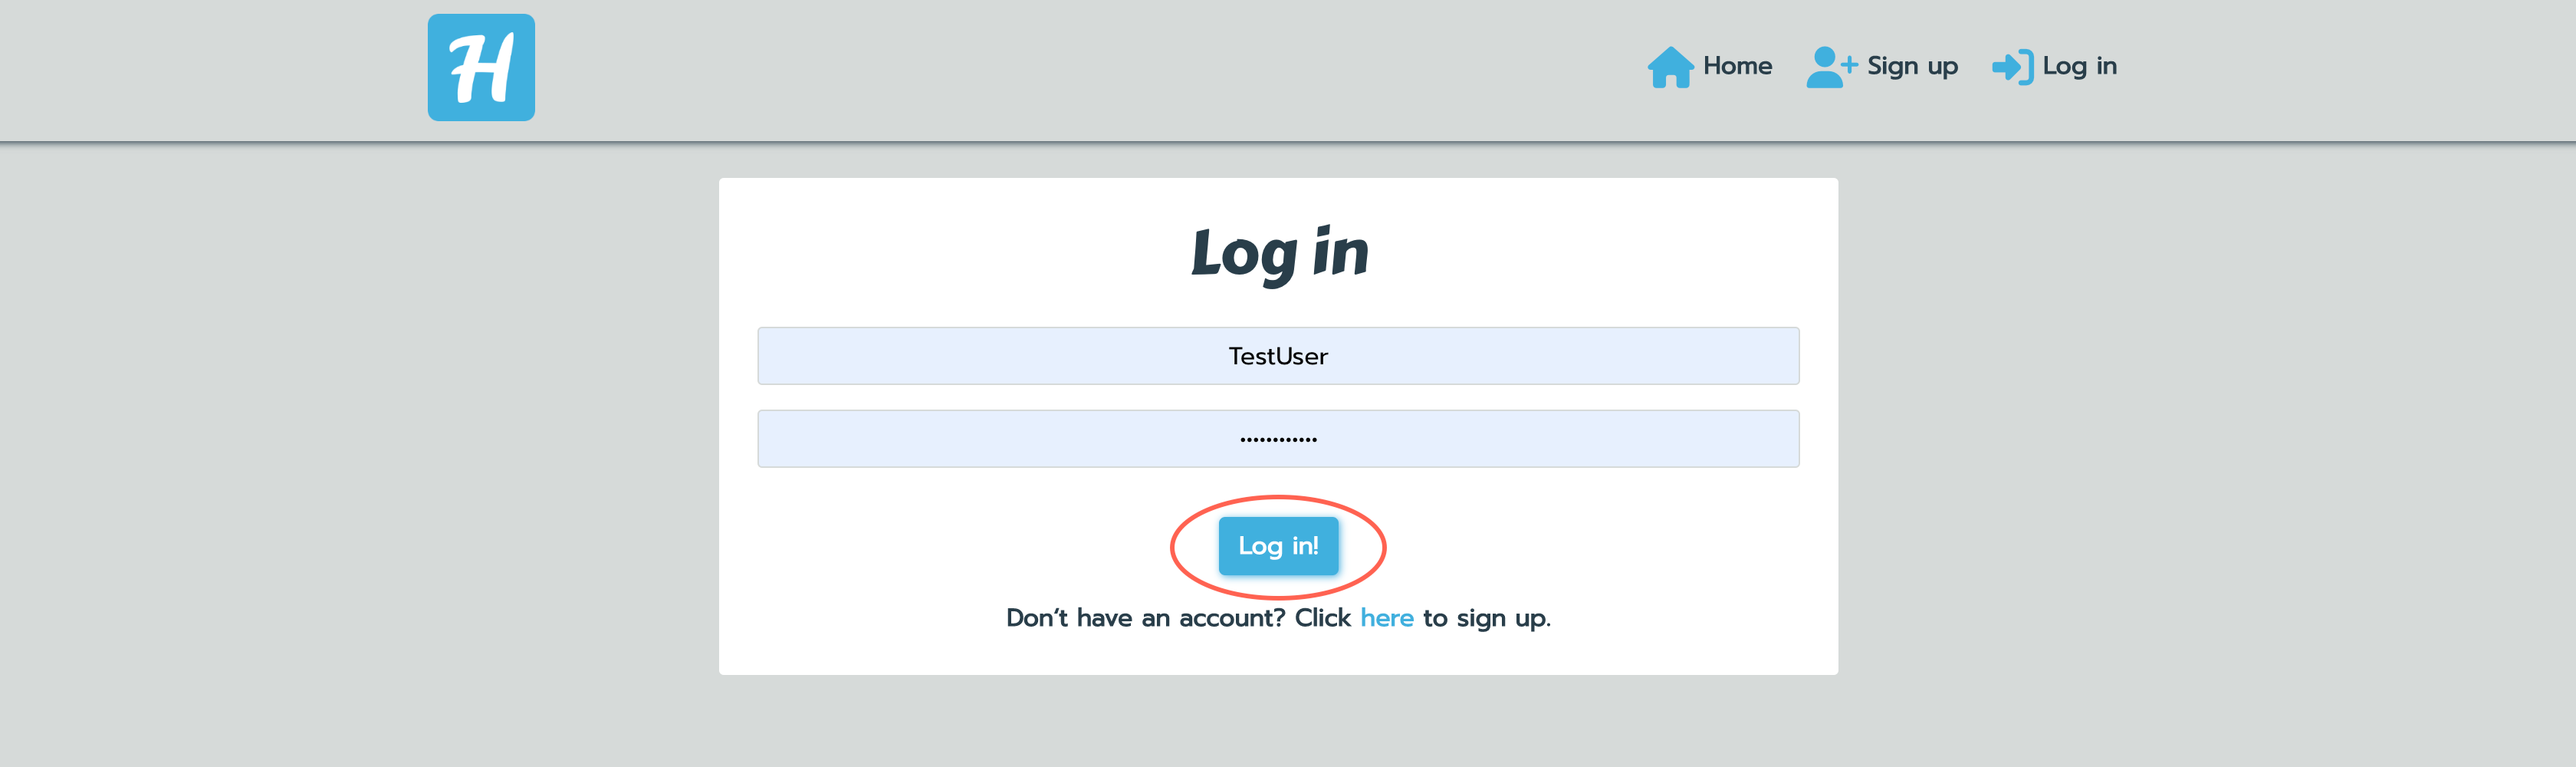 H
Home Sign up Log in
Log in
TestUser
••••••••••••
Log in!
Don’t have an account? Click here to sign up.